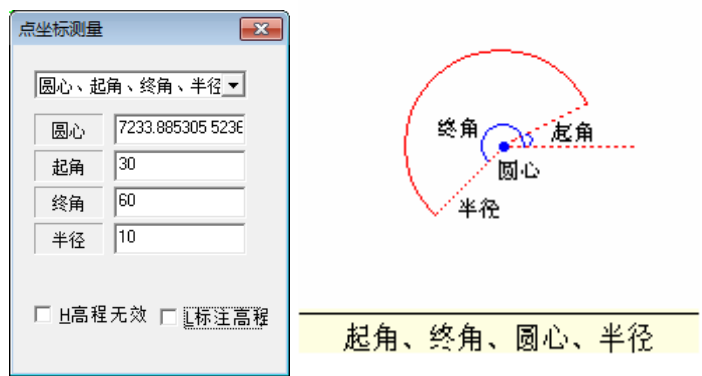 点坐标测量
圆心、起角、终角、半径
圆心 7233.885305 523
起角 30
终角 60
半径 10
H高程无效 L标注高程
终角 起角
圆心
半径
起角、终角、圆心、半径